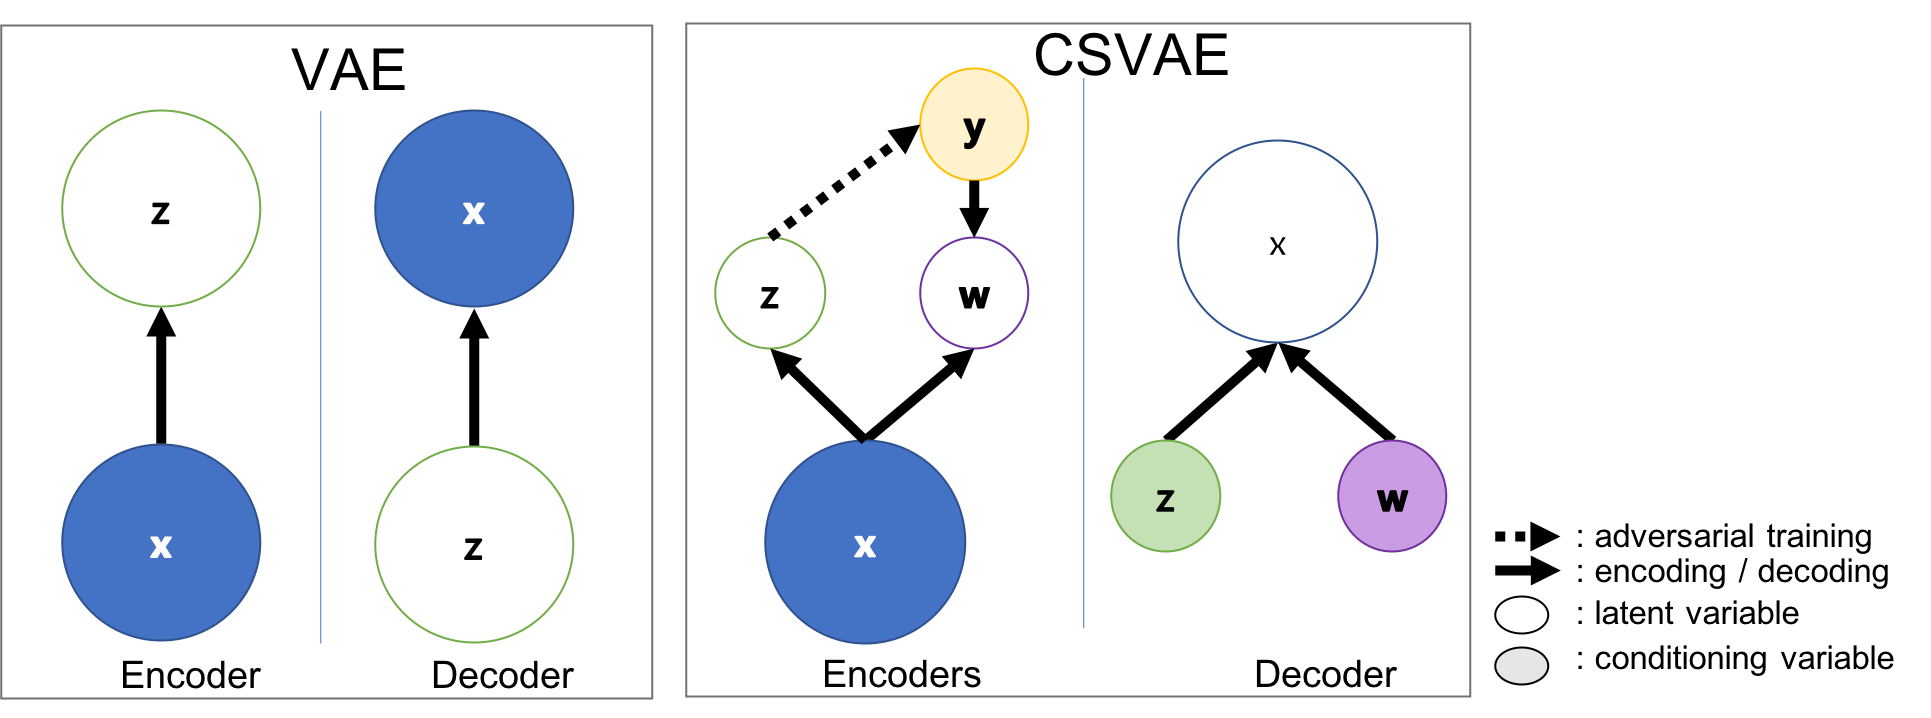 VAE
z
x
x
z
Encoder
Decoder
CSVAE
y
z
w
x
x
z
w
Encoders
Decoder
: adversarial training
: encoding / decoding
: latent variable
: conditioning variable